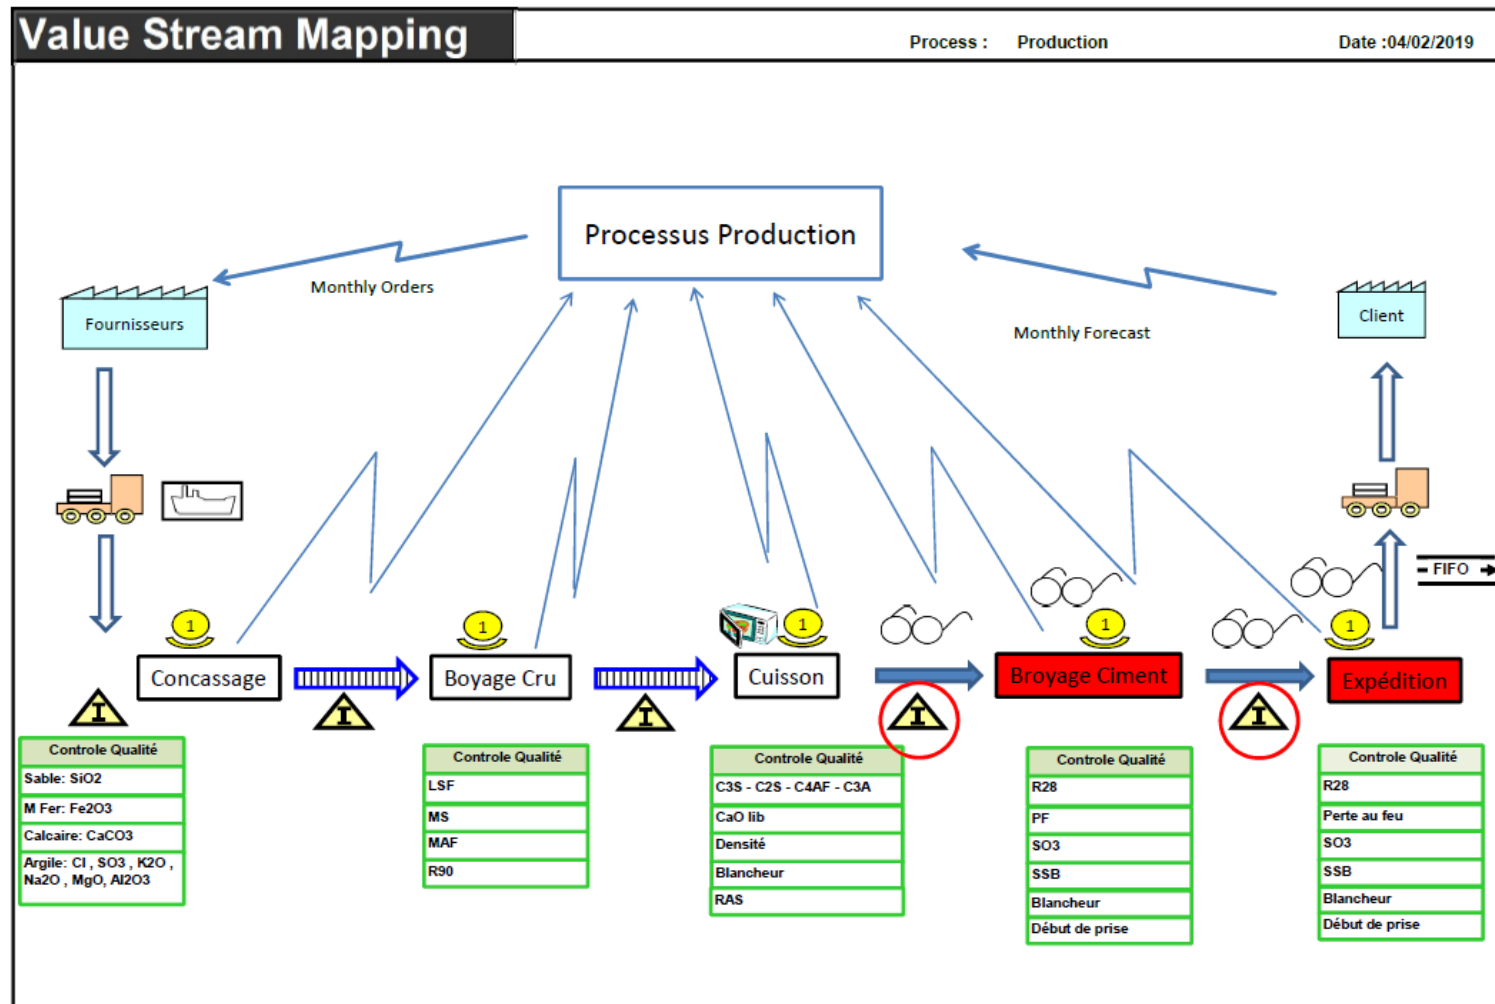 Value Stream Mapping
Process : Production
Date :04/02/2019
Processus Production
Monthly Orders
Monthly Forecast
Fournisseurs
Client
FIFO
1
1
1
1
1
Concassage
Boyage Cru
Cuisson
Broyage Ciment
Expédition
I
I
I
I
I
Controle Qualité
Sable: SiO2
M Fer: Fe2O3
Calcaire: CaCO3
Argile: Cl , SO3 , K2O ,
Na2O , MgO, Al2O3
Controle Qualité
LSF
MS
MAF
R90
Controle Qualité
C3S - C2S - C4AF - C3A
CaO lib
Densité
Blancheur
RAS
Controle Qualité
R28
PF
SO3
SSB
Blancheur
Début de prise
Controle Qualité
R28
Perte au feu
SO3
SSB
Blancheur
Début de prise